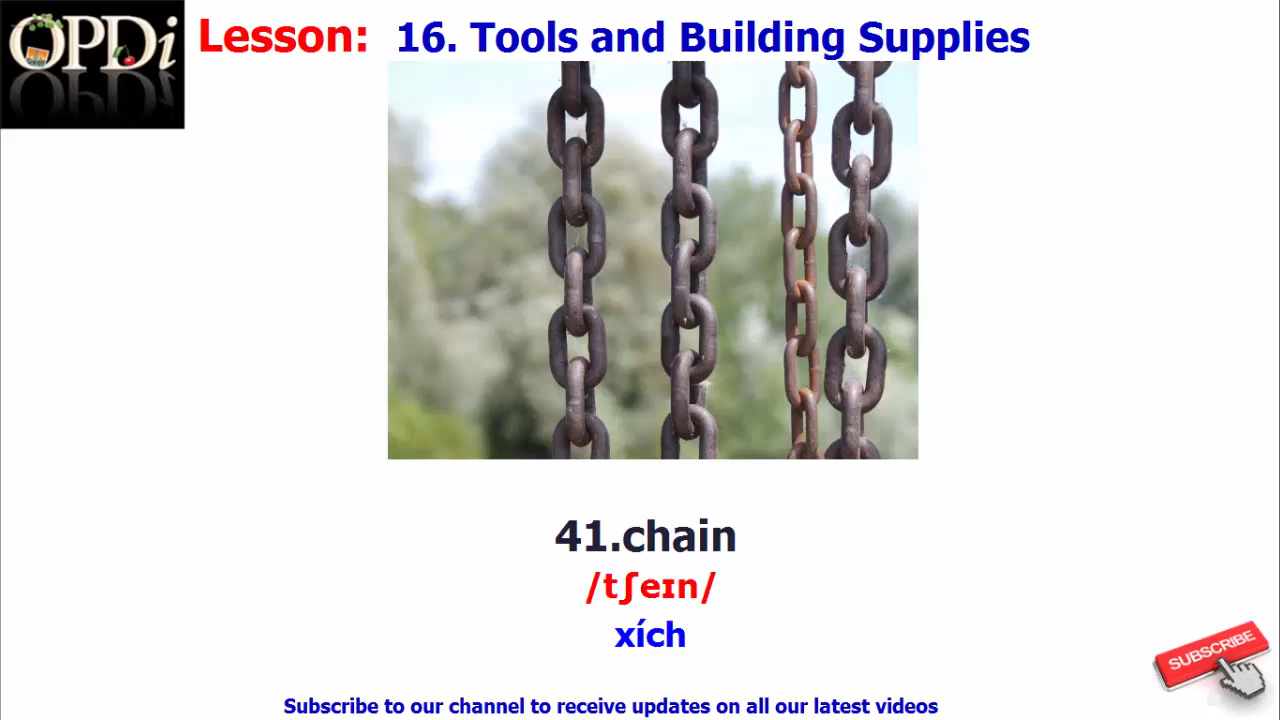 OPDi
Lesson: 16. Tools and Building Supplies
41.chain
/tʃeɪn/
xích
SUBSCRIBE
Subscribe to our channel to receive updates on all our latest videos